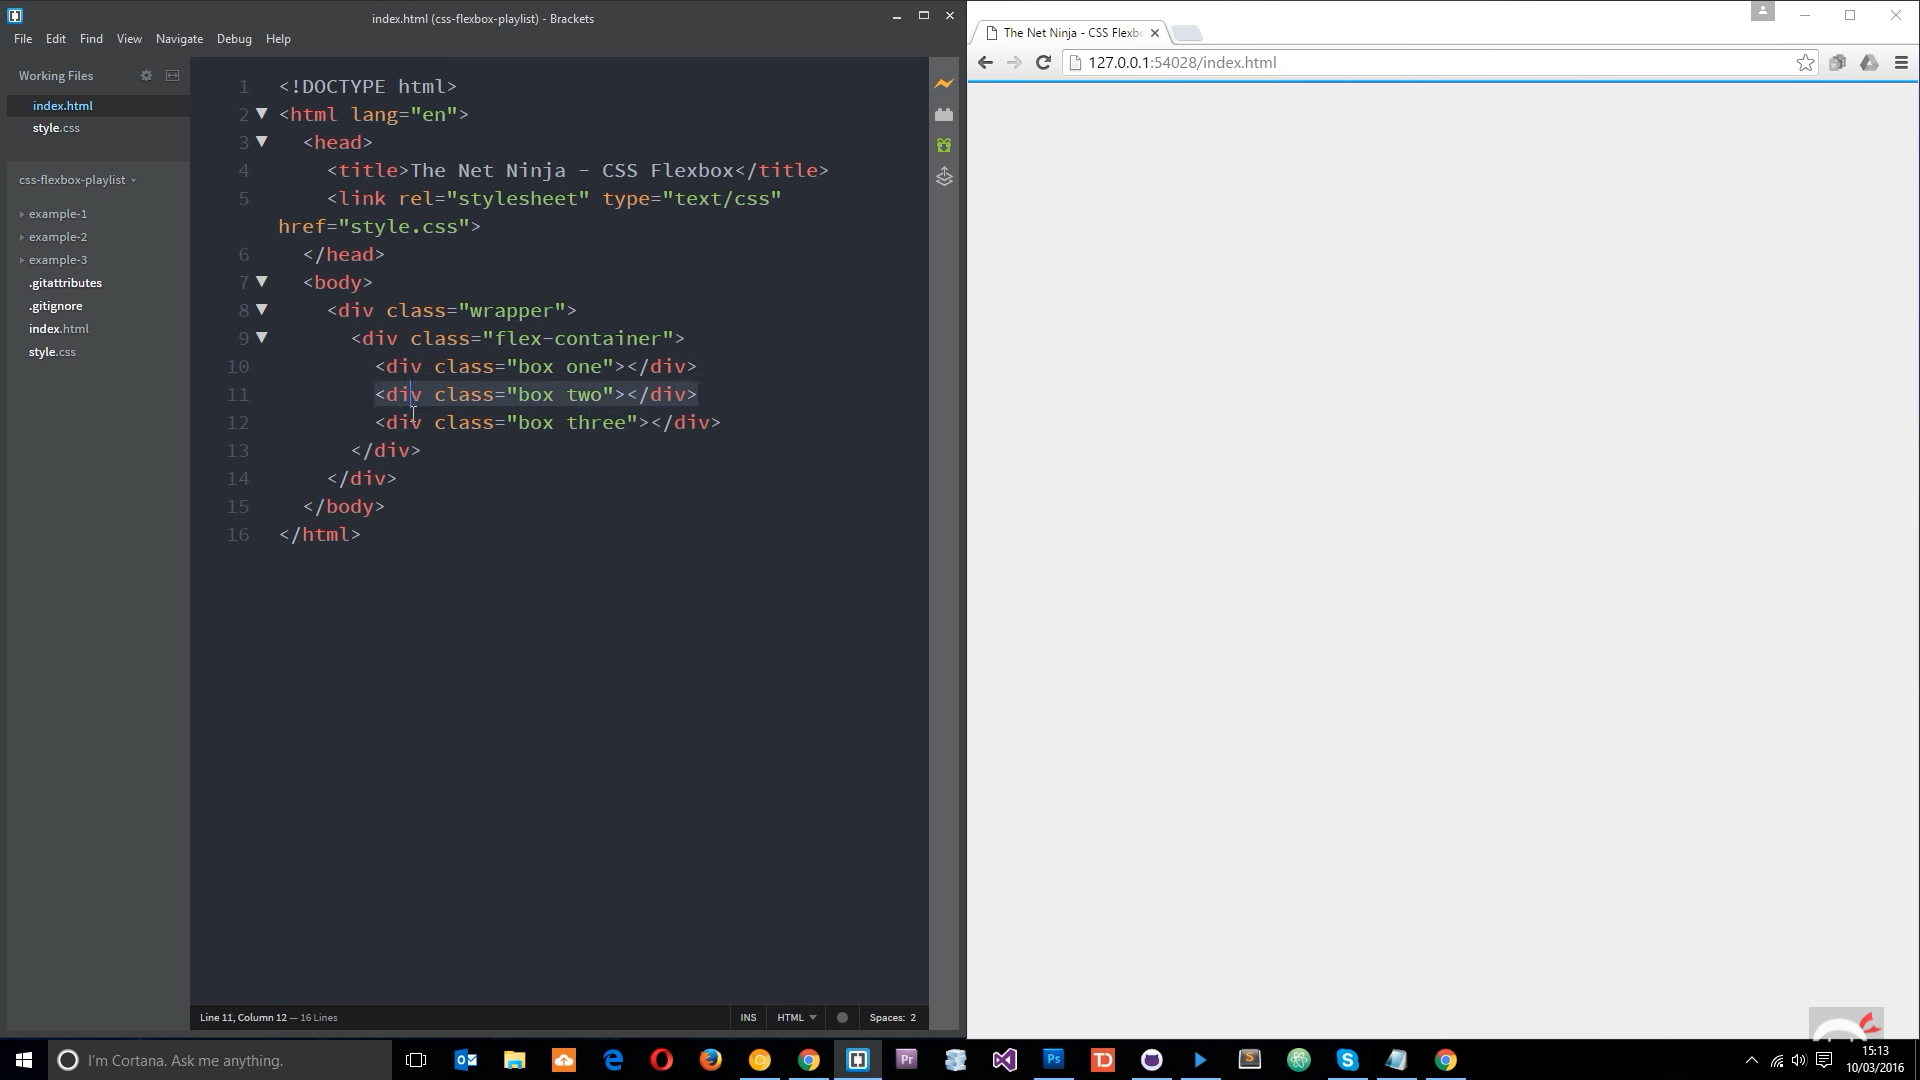 index.html (css-flexbox-playlist) - Brackets
File Edit Find View Navigate Debug Help
Working Files
index.html
style.css
css-flexbox-playlist
example-1
example-2
example-3
.gitattributes
.gitignore
index.html
style.css
1 <!DOCTYPE html>
2 <html lang="en">
3 <head>
4 <title>The Net Ninja - CSS Flexbox</title>
5 <link rel="stylesheet" type="text/css"
href="style.css">
6 </head>
7 <body>
8 <div class="wrapper">
9 <div class="flex-container">
10 <div class="box one"></div>
11 <div class="box two"></div>
12 <div class="box three"></div>
13 </div>
14 </div>
15 </body>
16 </html>
Line 11, Column 12 — 16 Lines
INS HTML Spaces: 2
The Net Ninja - CSS Flexbo
127.0.0.1:54028/index.html
I'm Cortana. Ask me anything.
Pr
Ps
TD
S
15:13
10/03/2016